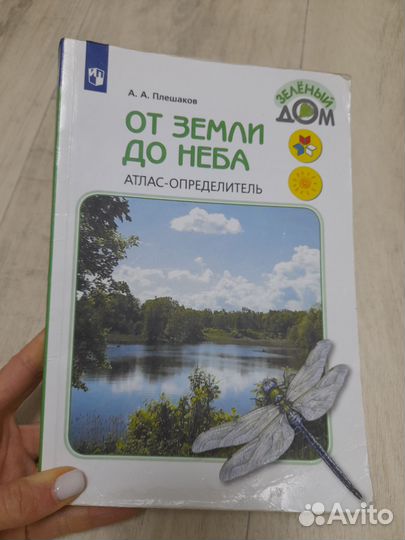 А. А. Плешаков
ЗЕЛЁНЫЙ
ДОМ
ОТ ЗЕМЛИ
ДО НЕБА
АТЛАС-ОПРЕДЕЛИТЕЛЬ
Avito